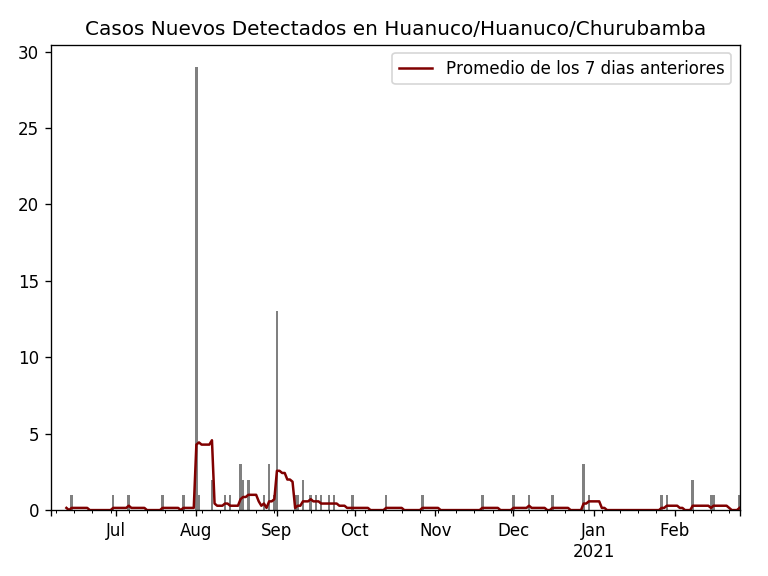 Casos Nuevos Detectados en Huanuco/Huanuco/Churubamba
Promedio de los 7 dias anteriores
30
25
20
15
10
5
0
Jul Aug Sep Oct Nov Dec Jan Feb
2021